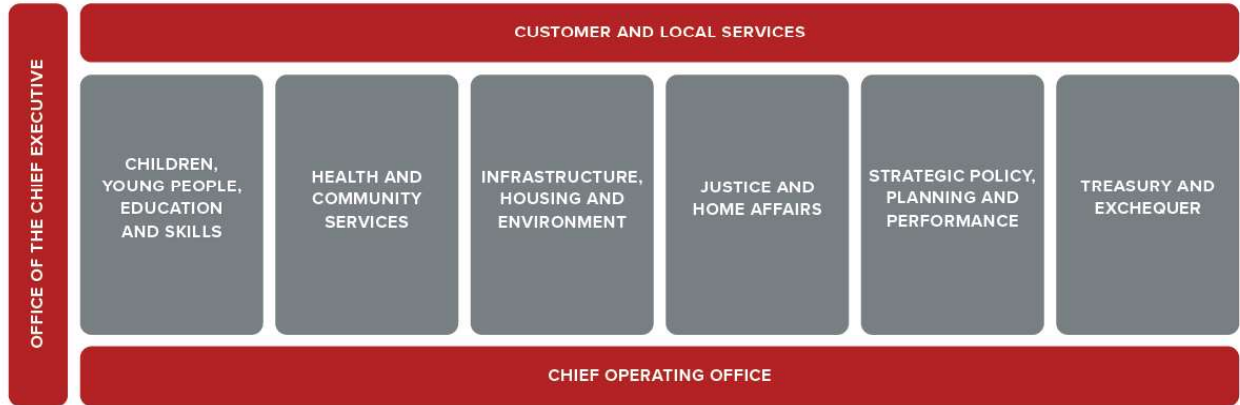 OFFICE OF THE CHIEF EXECUTIVE
CUSTOMER AND LOCAL SERVICES
CHILDREN,
YOUNG PEOPLE,
EDUCATION
AND SKILLS
HEALTH AND
COMMUNITY
SERVICES
INFRASTRUCTURE,
HOUSING AND
ENVIRONMENT
JUSTICE AND
HOME AFFAIRS
STRATEGIC POLICY,
PLANNING AND
PERFORMANCE
TREASURY AND
EXCHEQUER
CHIEF OPERATING OFFICE